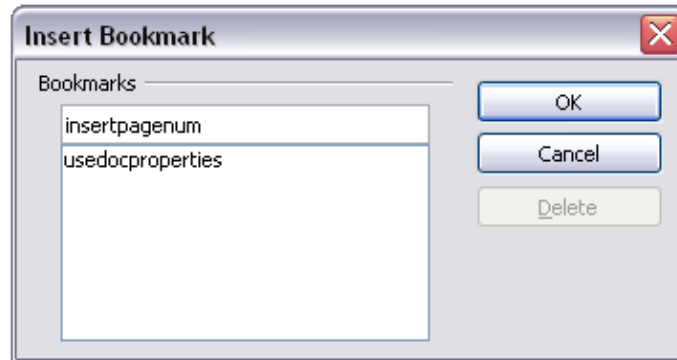 Insert Bookmark
Bookmarks
insertpagenum
usedocproperties
OK
Cancel
Delete